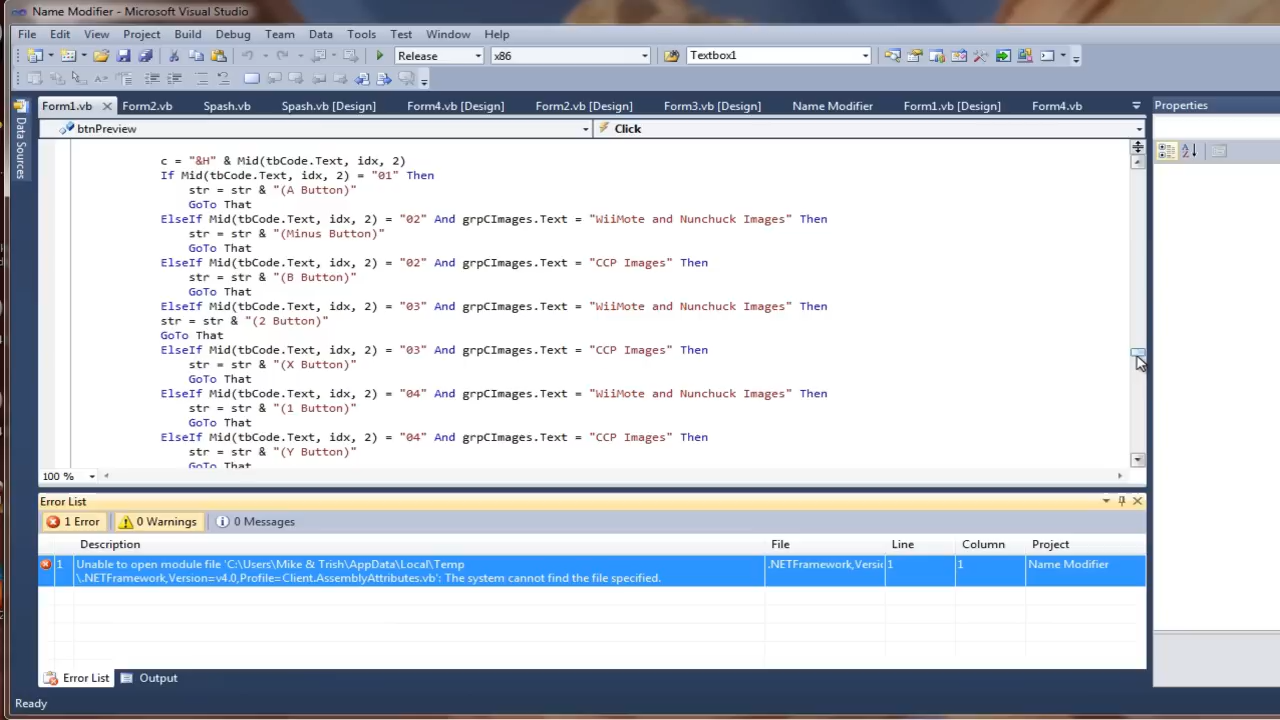 Name Modifier - Microsoft Visual Studio
File Edit View Project Build Debug Team Data Tools Test Window Help
Release x86 Textbox1
Form1.vb Form2.vb Spash.vb Spash.vb [Design] Form4.vb [Design] Form2.vb [Design] Form3.vb [Design] Name Modifier Form1.vb [Design] Form4.vb Properties
btnPreview Click
Data Sources
c = "&H" & Mid(tbCode.Text, idx, 2)
If Mid(tbCode.Text, idx, 2) = "01" Then
str = str & "(A Button)"
GoTo That
ElseIf Mid(tbCode.Text, idx, 2) = "02" And grpCImages.Text = "WiiMote and Nunchuck Images" Then
str = str & "(Minus Button)"
GoTo That
ElseIf Mid(tbCode.Text, idx, 2) = "02" And grpCImages.Text = "CCP Images" Then
str = str & "(B Button)"
GoTo That
ElseIf Mid(tbCode.Text, idx, 2) = "03" And grpCImages.Text = "WiiMote and Nunchuck Images" Then
str = str & "(2 Button)"
GoTo That
ElseIf Mid(tbCode.Text, idx, 2) = "03" And grpCImages.Text = "CCP Images" Then
str = str & "(X Button)"
GoTo That
ElseIf Mid(tbCode.Text, idx, 2) = "04" And grpCImages.Text = "WiiMote and Nunchuck Images" Then
str = str & "(1 Button)"
GoTo That
ElseIf Mid(tbCode.Text, idx, 2) = "04" And grpCImages.Text = "CCP Images" Then
str = str & "(Y Button)"
GoTo That
100 %
Error List
1 Error 0 Warnings 0 Messages
Description File Line Column Project
1 Unable to open module file 'C:\Users\Mike & Trish\AppData\Local\Temp .NETFramework,Versic 1 1 Name Modifier
\.NETFramework,Version=v4.0,Profile=Client.AssemblyAttributes.vb': The system cannot find the file specified.
Error List Output
Ready